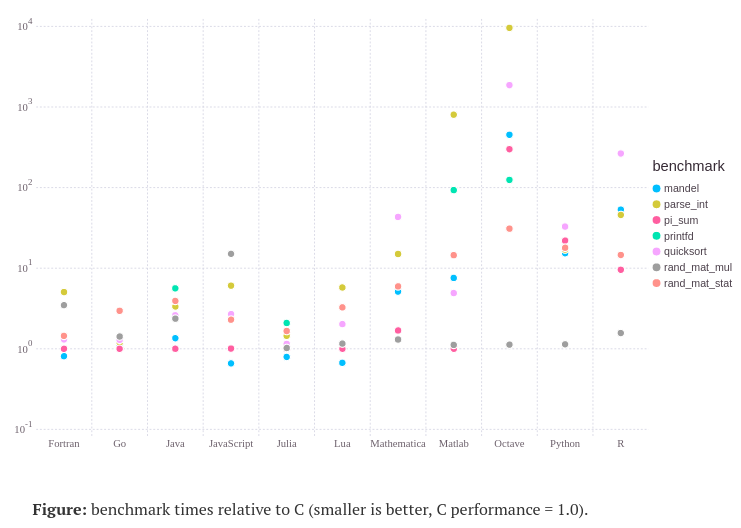 10^4
10^3
10^2
10^1
10^0
10^-1
Fortran Go Java JavaScript Julia Lua Mathematica Matlab Octave Python R
benchmark
mandel
parse_int
pi_sum
printfd
quicksort
rand_mat_mul
rand_mat_stat
Figure: benchmark times relative to C (smaller is better, C performance = 1.0).